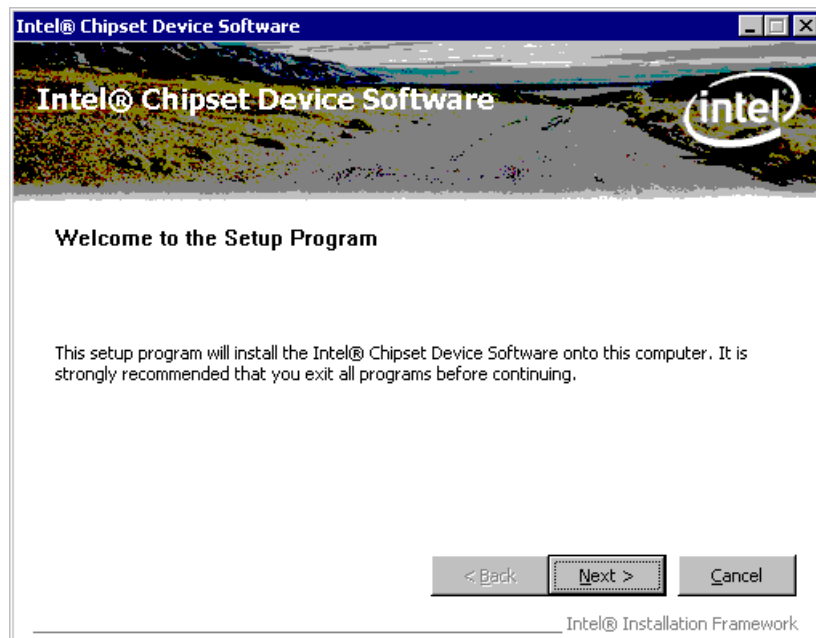 Intel® Chipset Device Software
Intel® Chipset Device Software
intel
Welcome to the Setup Program
This setup program will install the Intel® Chipset Device Software onto this computer. It is
strongly recommended that you exit all programs before continuing.
< Back
Next >
Cancel
Intel® Installation Framework